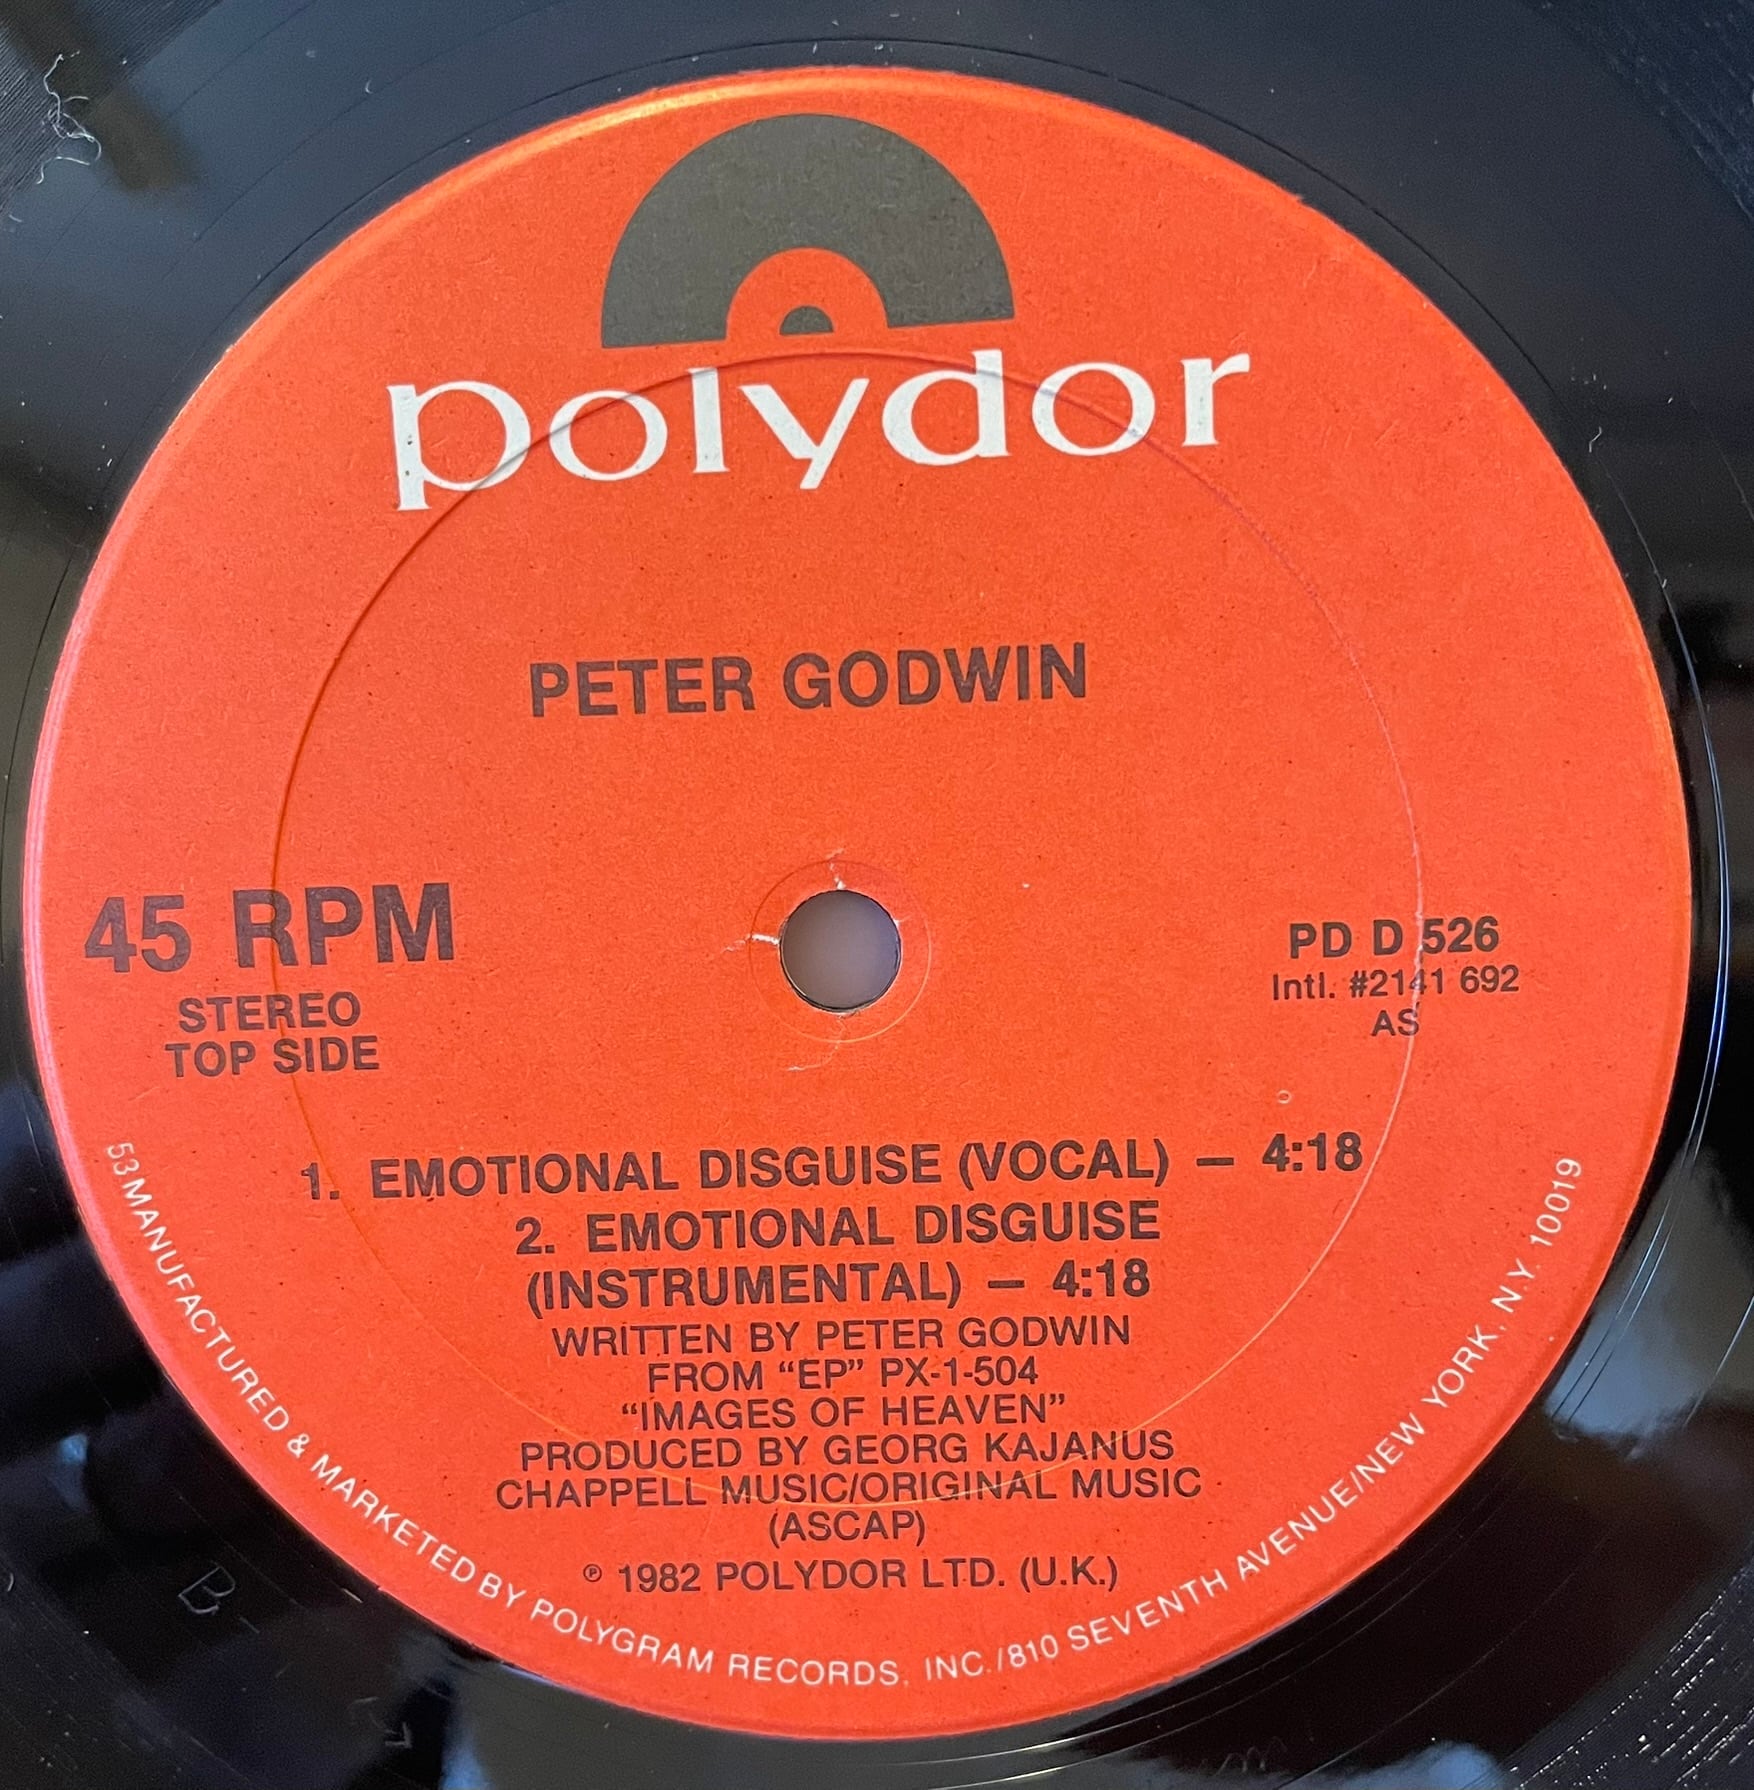 polydor
PETER GODWIN
45 RPM
STEREO
TOP SIDE
PD D 526
Intl. #2141 692
AS
1. EMOTIONAL DISGUISE (VOCAL) — 4:18
2. EMOTIONAL DISGUISE
(INSTRUMENTAL) — 4:18
WRITTEN BY PETER GODWIN
FROM “EP” PX-1-504
“IMAGES OF HEAVEN”
PRODUCED BY GEORG KAJANUS
CHAPPELL MUSIC/ORIGINAL MUSIC
(ASCAP)
℗ 1982 POLYDOR LTD. (U.K.)
53 MANUFACTURED & MARKETED BY POLYGRAM RECORDS, INC./810 SEVENTH AVENUE/NEW YORK, N.Y. 10019
B-